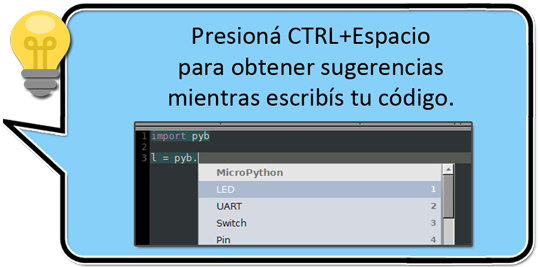 Presioná CTRL+Espacio
para obtener sugerencias
mientras escribís tu código.
1 import pyb
2
3 l = pyb.
MicroPython
LED 1
UART 2
Switch 3
Pin 4